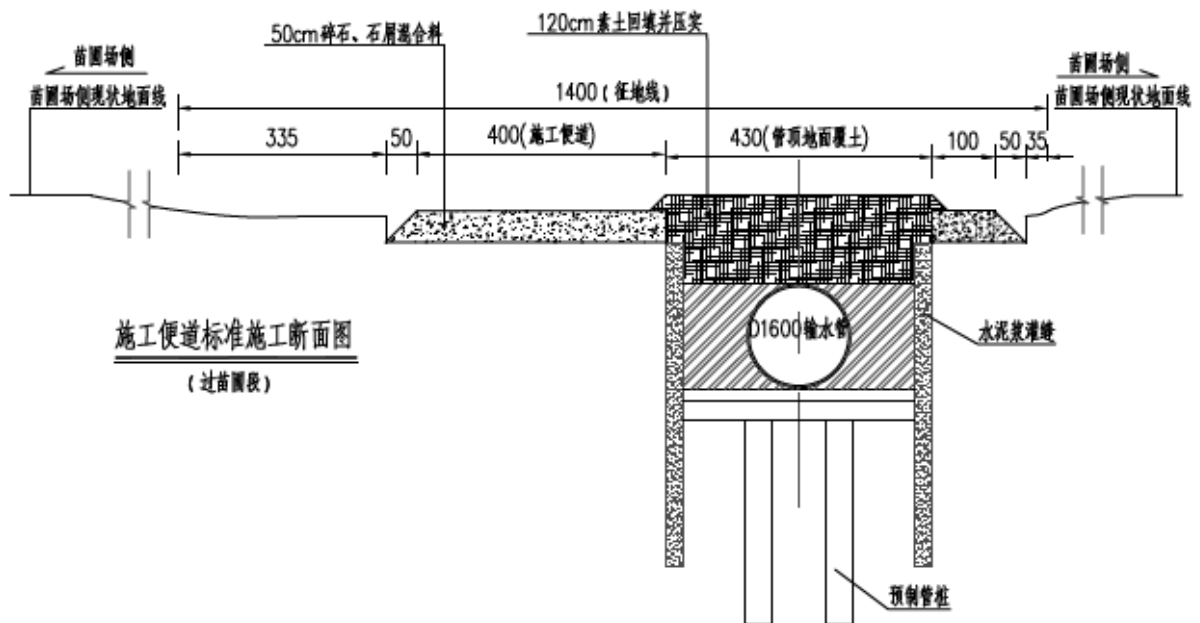 50cm碎石、石屑混合料
120cm素土回填并压实
苗圃场侧
苗圃场侧
苗圃场侧现状地面线
苗圃场侧现状地面线
1400(征地线)
335
50
400(施工便道)
430(管顶地面覆土)
100
50
35
施工便道标准施工断面图
(过苗圃段)
D1600输水管
水泥浆灌缝
预制管桩